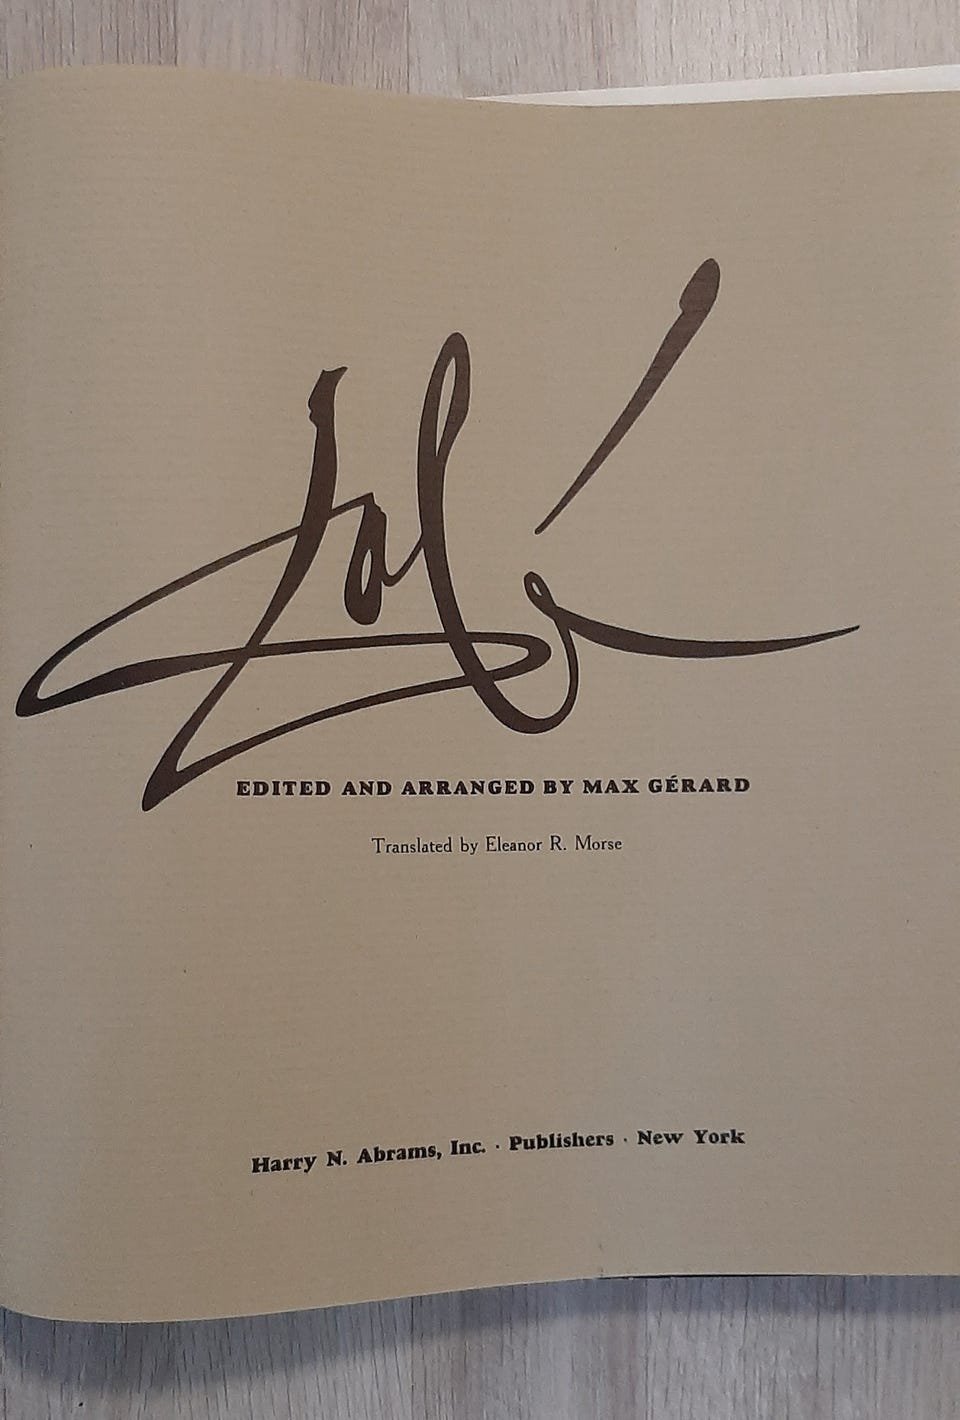 Dalí
EDITED AND ARRANGED BY MAX GÉRARD
Translated by Eleanor R. Morse
Harry N. Abrams, Inc. · Publishers · New York